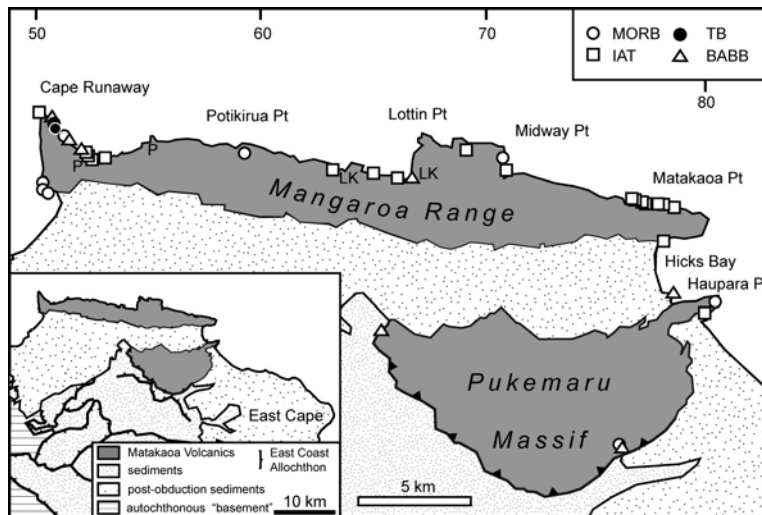 50
60
70
80
MORB
TB
IAT
BABB
Cape Runaway
Potikirua Pt
Lottin Pt
Midway Pt
Matakaoa Pt
P
P
LK
LK
Mangaroa Range
Hicks Bay
Haupara P
Pukemaru
Massif
5 km
East Cape
Matakaoa Volcanics
sediments
East Coast
Allochthon
post-obduction sediments
autochthonous "basement"
10 km